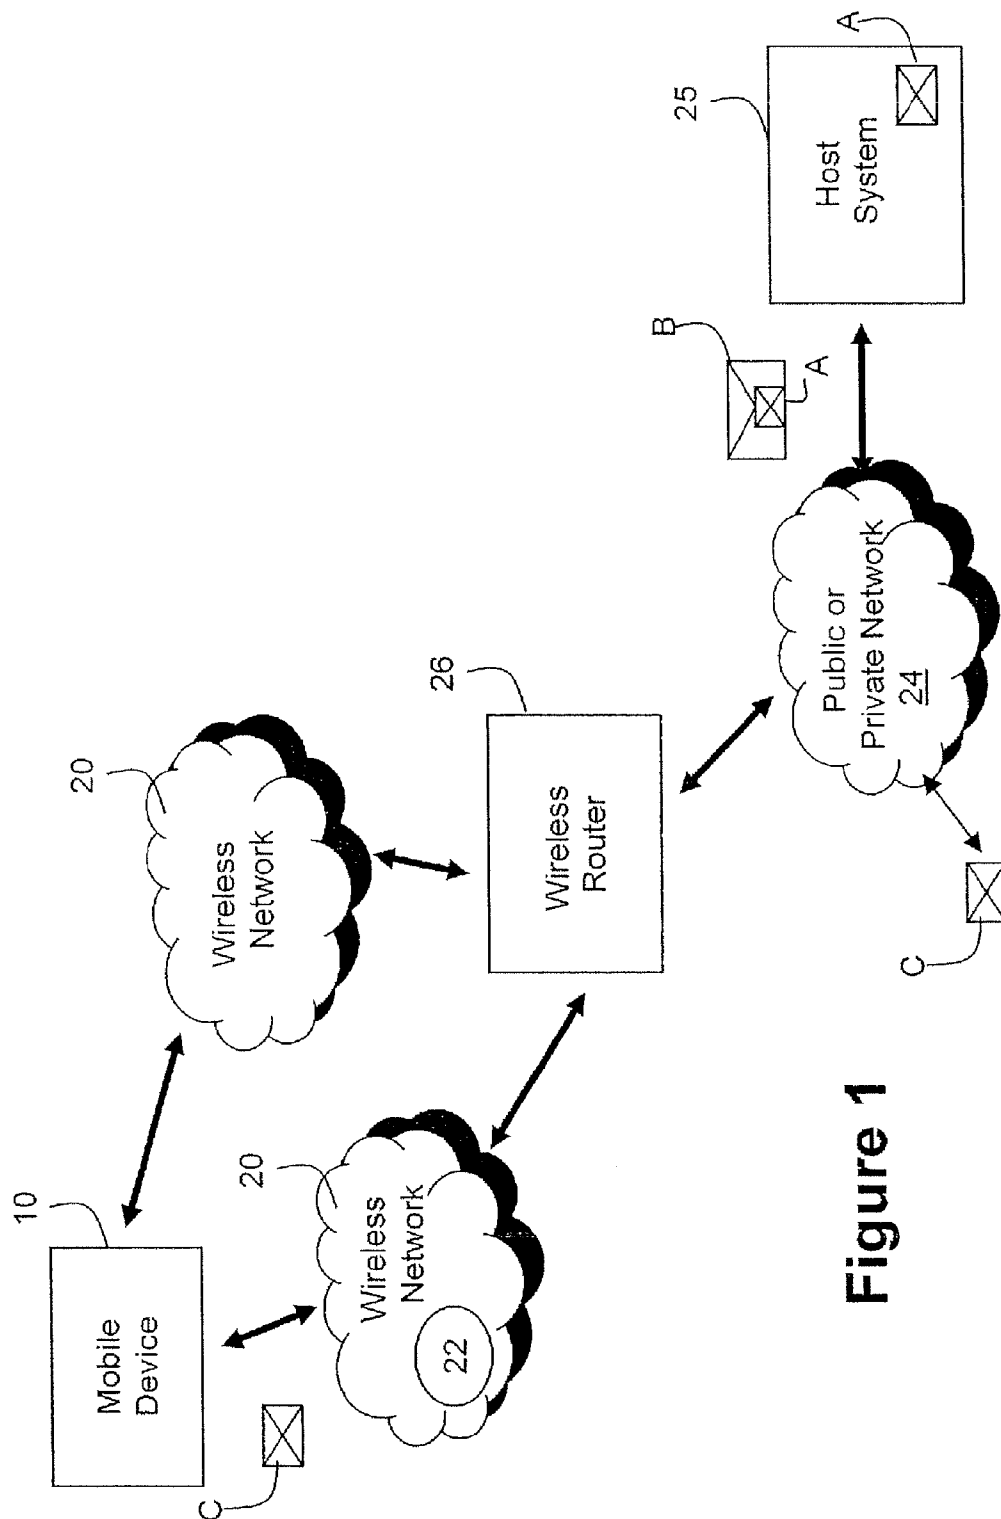 10
Mobile
Device
C
20
Wireless
Network
20
Wireless
Network
22
26
Wireless
Router
B
A
25
Host
System
A
Public or
Private Network
24
C
Figure 1